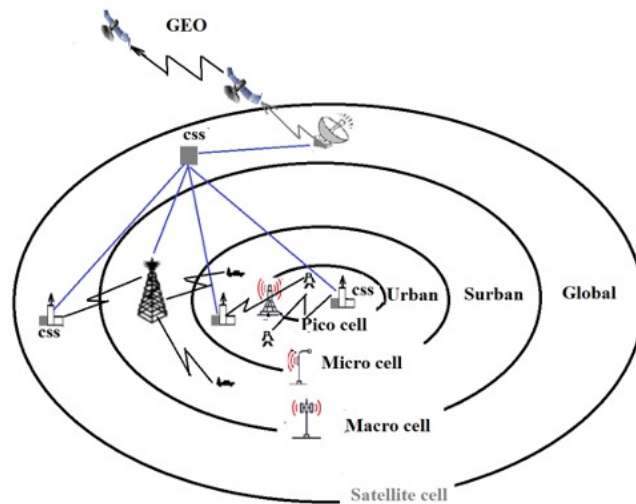 GEO
css
Urban
Surban
Global
css
css
Pico cell
Micro cell
Macro cell
Satellite cell